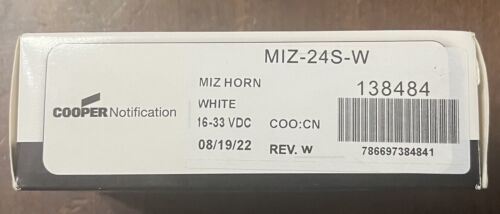 MIZ-24S-W
MIZ HORN
138484
WHITE
COOPER Notification
16-33 VDC COO:CN
08/19/22 REV. W
786697384841